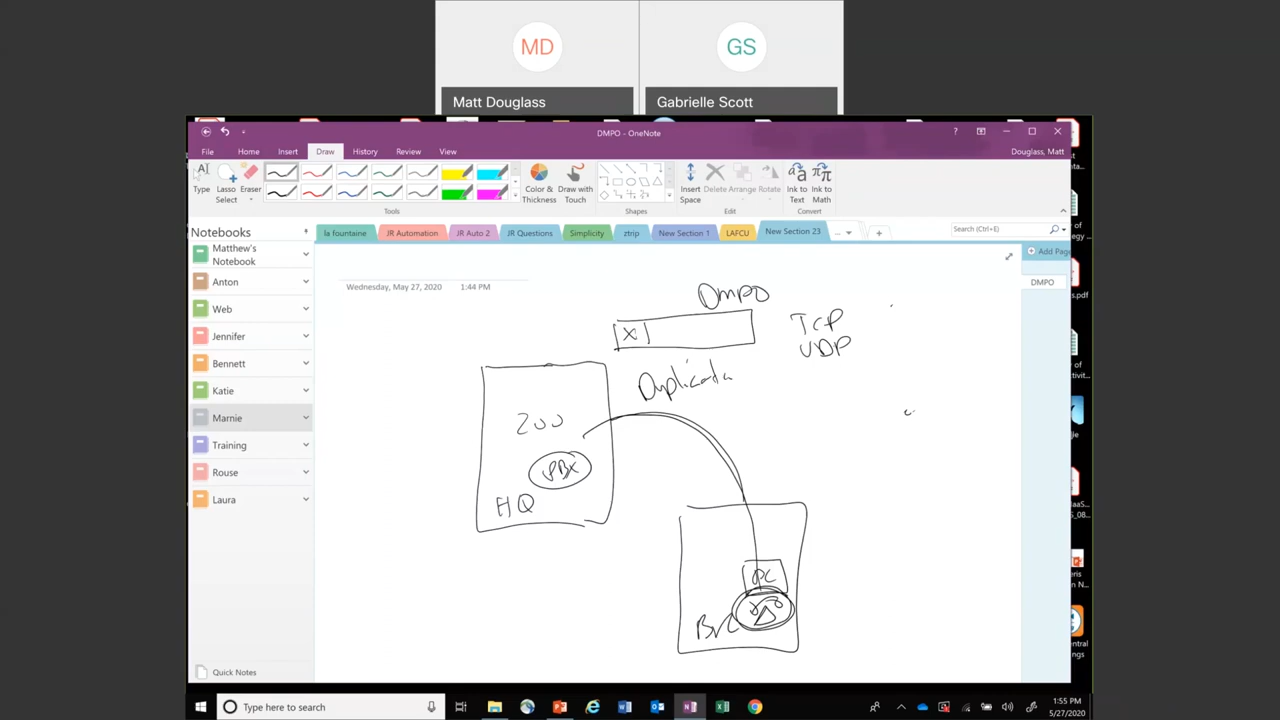 MD
GS
Matt Douglass
Gabrielle Scott
DMPO - OneNote
?
File
Home
Insert
Draw
History
Review
View
Douglass, Matt
Type
Lasso Select
Eraser
Color & Thickness
Draw with Touch
Insert Space
Delete
Arrange
Rotate
Ink to Text
Ink to Math
Tools
Shapes
Edit
Convert
Notebooks
la fountaine
JR Automation
JR Auto 2
JR Questions
Simplicity
ztrip
New Section 1
LAFCU
New Section 23
...
Search (Ctrl+E)
Matthew's Notebook
Anton
Web
Jennifer
Bennett
Katie
Marnie
Training
Rouse
Laura
Quick Notes
Add Page
DMPO
Wednesday, May 27, 2020
1:44 PM
DMPO
X
TCP
UDP
Duplicate
200
PBX
HQ
PC
Type here to search
1:55 PM
5/27/2020